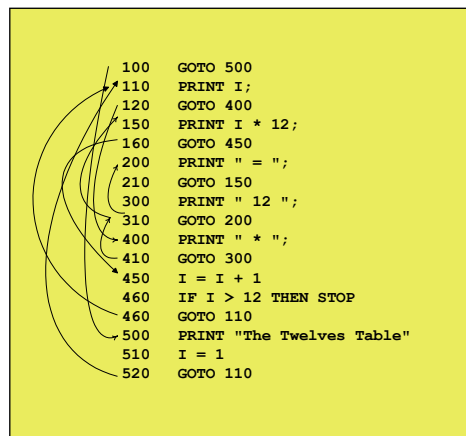 100 GOTO 500
110 PRINT I;
120 GOTO 400
150 PRINT I * 12;
160 GOTO 450
200 PRINT " = ";
210 GOTO 150
300 PRINT " 12 ";
310 GOTO 200
400 PRINT " * ";
410 GOTO 300
450 I = I + 1
460 IF I > 12 THEN STOP
460 GOTO 110
500 PRINT "The Twelves Table"
510 I = 1
520 GOTO 110